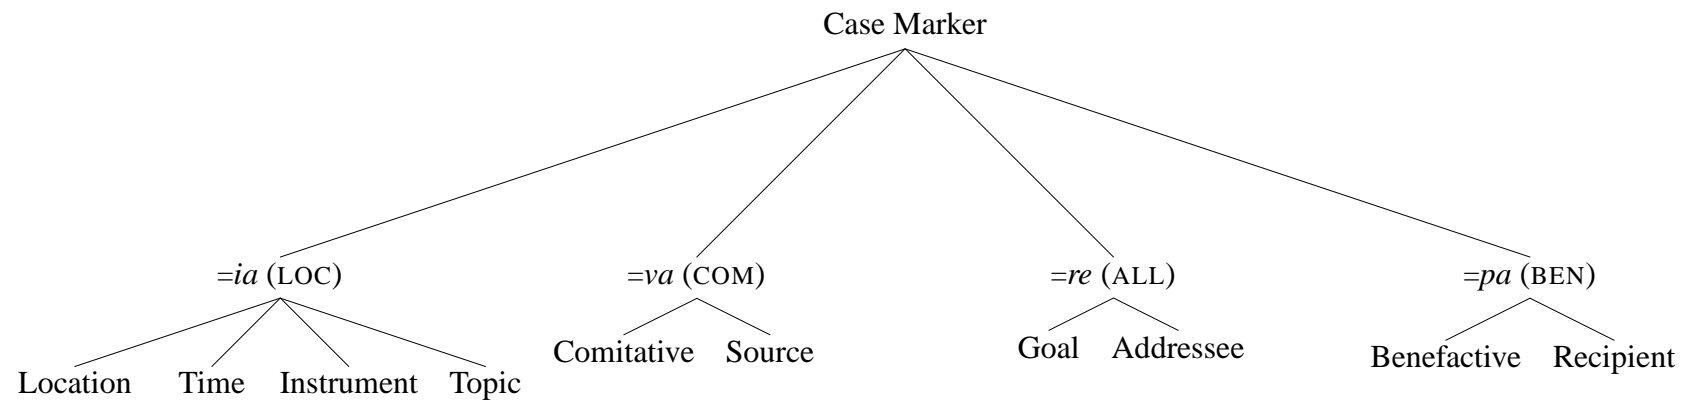 Case Marker
=ia (LOC) =va (COM) =re (ALL) =pa (BEN)
Location Time Instrument Topic Comitative Source Goal Addressee Benefactive Recipient